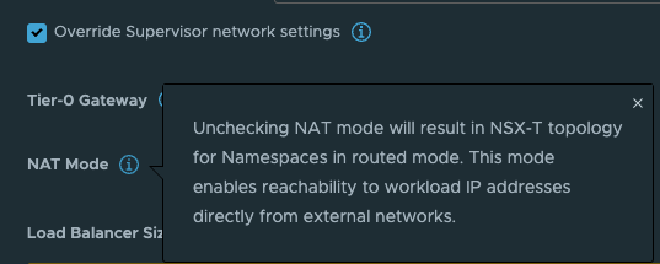 Override Supervisor network settings
Tier-0 Gateway
Unchecking NAT mode will result in NSX-T topology
for Namespaces in routed mode. This mode
NAT Mode
enables reachability to workload IP addresses
directly from external networks.
Load Balancer